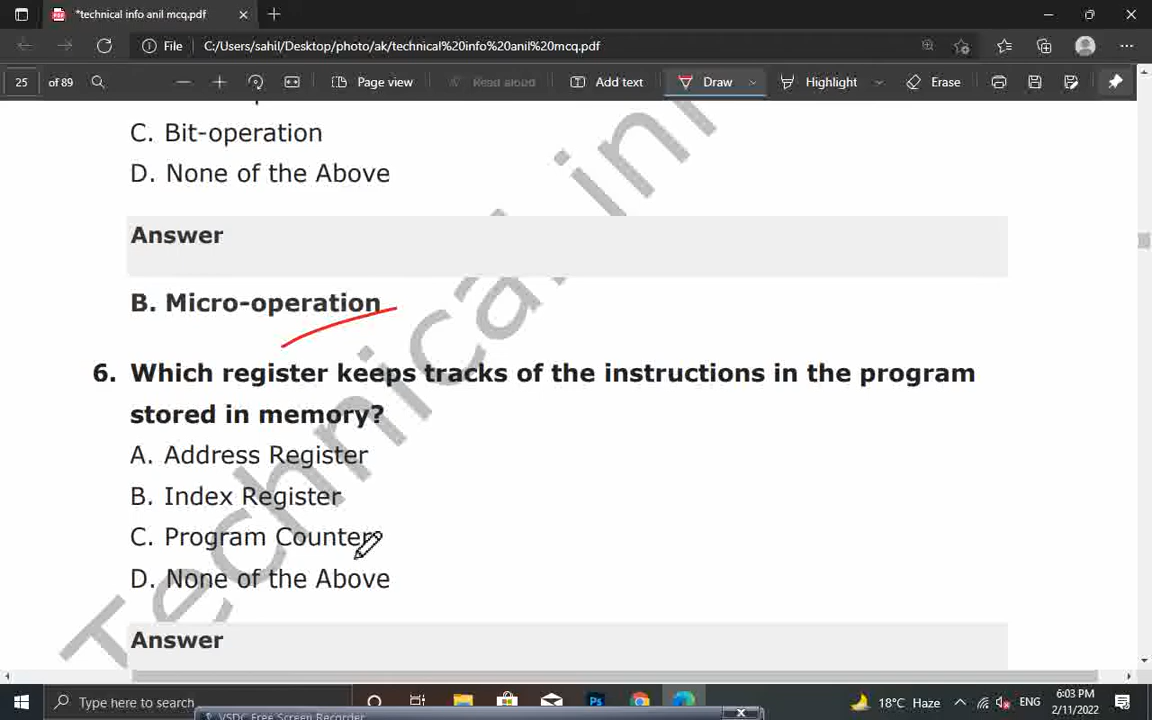 *technical info anil mcq.pdf
File C:/Users/sahil/Desktop/photo/ak/technical%20info%20anil%20mcq.pdf
25 of 89 Page view Read aloud Add text Draw Highlight Erase
C. Bit-operation
D. None of the Above
Answer
B. Micro-operation
6. Which register keeps tracks of the instructions in the program
stored in memory?
A. Address Register
B. Index Register
C. Program Counter
D. None of the Above
Answer
Technical in
Type here to search
18°C Haze ENG
6:03 PM
2/11/2022
VSDC Free Screen Recorder